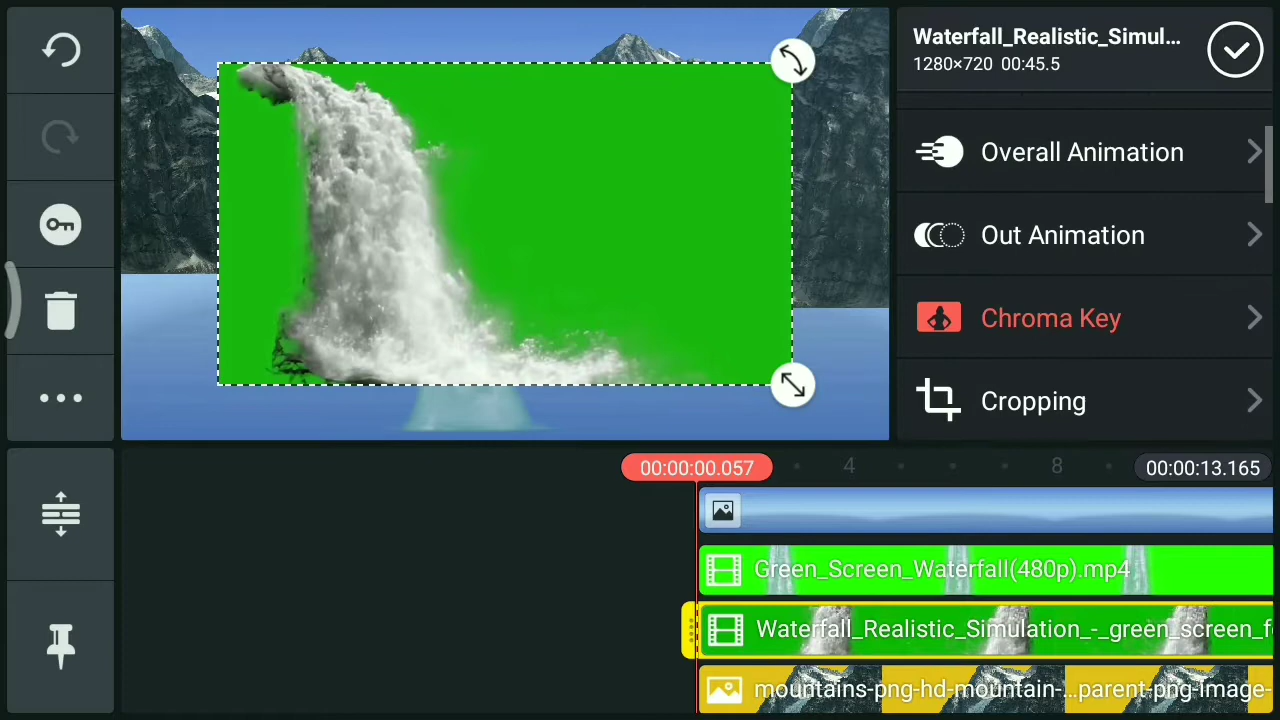 Waterfall_Realistic_Simul...
1280×720 00:45.5
Overall Animation
Out Animation
Chroma Key
Cropping
00:00:00.057
4
8
00:00:13.165
Green_Screen_Waterfall(480p).mp4
Waterfall_Realistic_Simulation_-_green_screen_f
mountains-png-hd-mountain-...parent-png-image-